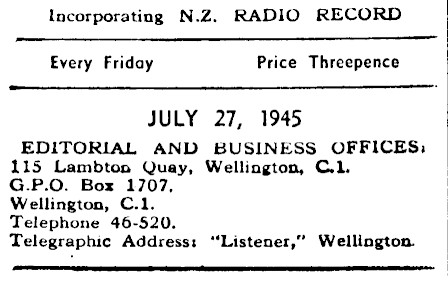 Incorporating N.Z. RADIO RECORD
Every Friday Price Threepence
JULY 27, 1945
EDITORIAL AND BUSINESS OFFICES:
115 Lambton Quay, Wellington, C.1.
G.P.O. Box 1707.
Wellington, C.1.
Telephone 46-520.
Telegraphic Address: "Listener," Wellington.